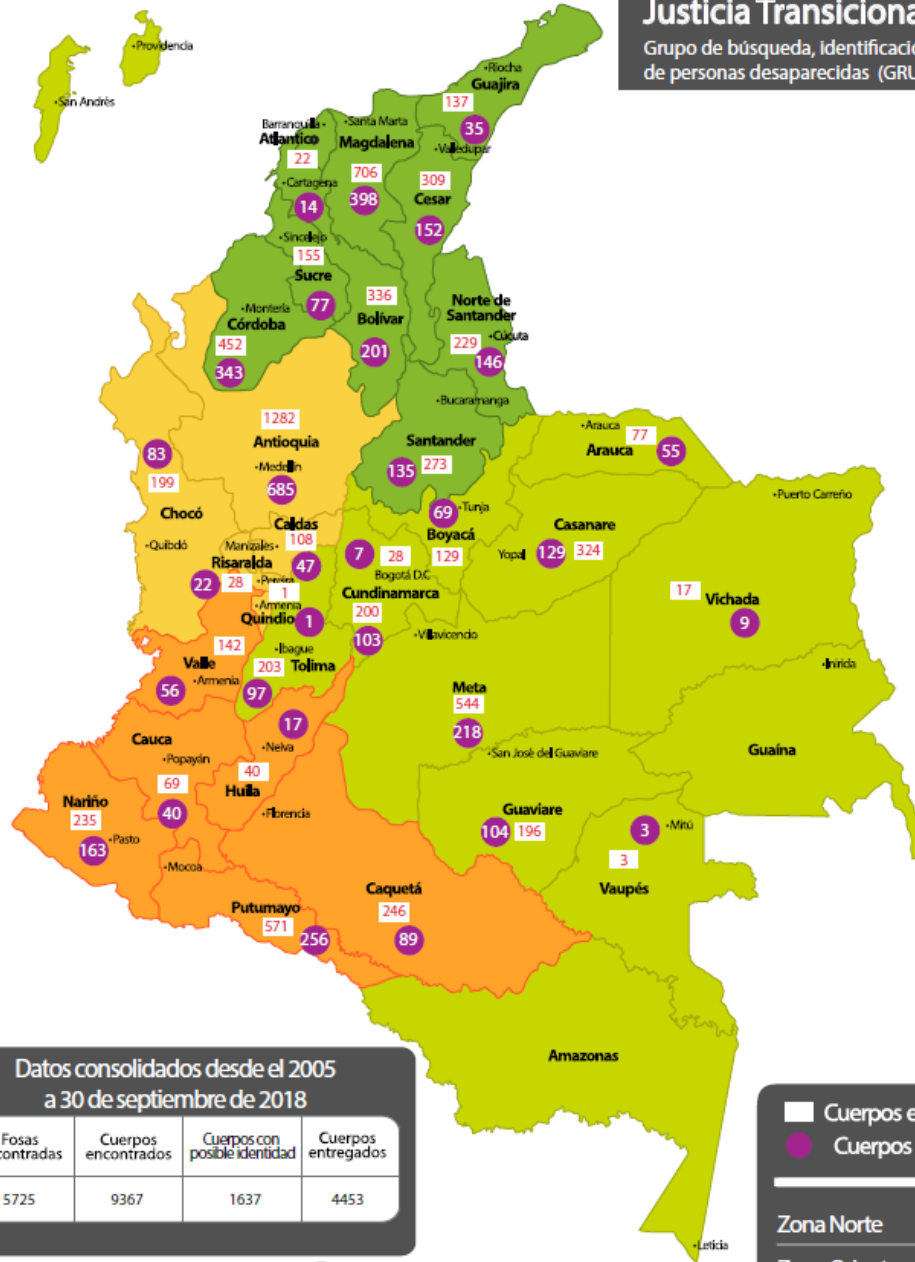 Justicia Transiciona
Grupo de búsqueda, identificació
de personas desaparecidas (GRU
•Providencia
•San Andrés
•Riocha
Guajira
137
35
Barranquilla•
Atlantico
22
•Santa Marta
Magdalena
706
398
•Valledupar
309
Cesar
152
•Cartagena
14
•Sincelejo
155
Sucre
77
336
Bolívar
201
•Montería
Córdoba
452
343
Norte de
Santander
•Cúcuta
229
146
•Bucaramanga
Santander
135
273
1282
Antioquia
•Medellín
685
83
199
Chocó
•Quibdó
•Arauca
77
Arauca
55
•Puerto Carreño
69
•Tunja
Boyacá
129
Casanare
Yopal
129
324
Caldas
108
Manizales•
47
Risaralda
22
28
•Pereira
1
•Armenia
Quindio
1
7
28
Bogotá D.C
Cundinamarca
200
103
•Villavicencio
17
Vichada
9
•Inirida
142
Valle
•Armenia
56
•Ibague
203
Tolima
97
Meta
544
218
•San José del Guaviare
Guaína
17
•Neiva
40
Huila
Cauca
•Popayán
69
40
•Florencia
Nariño
235
•Pasto
163
Guaviare
104
196
3
•Mitú
3
Vaupés
•Mocoa
Putumayo
571
256
Caquetá
246
89
Amazonas
•Leticia
Datos consolidados desde el 2005
a 30 de septiembre de 2018
Fosas
contradas
Cuerpos
encontrados
Cuerpos con
posible identidad
Cuerpos
entregados
5725
9367
1637
4453
Cuerpos e
Cuerpos
Zona Norte